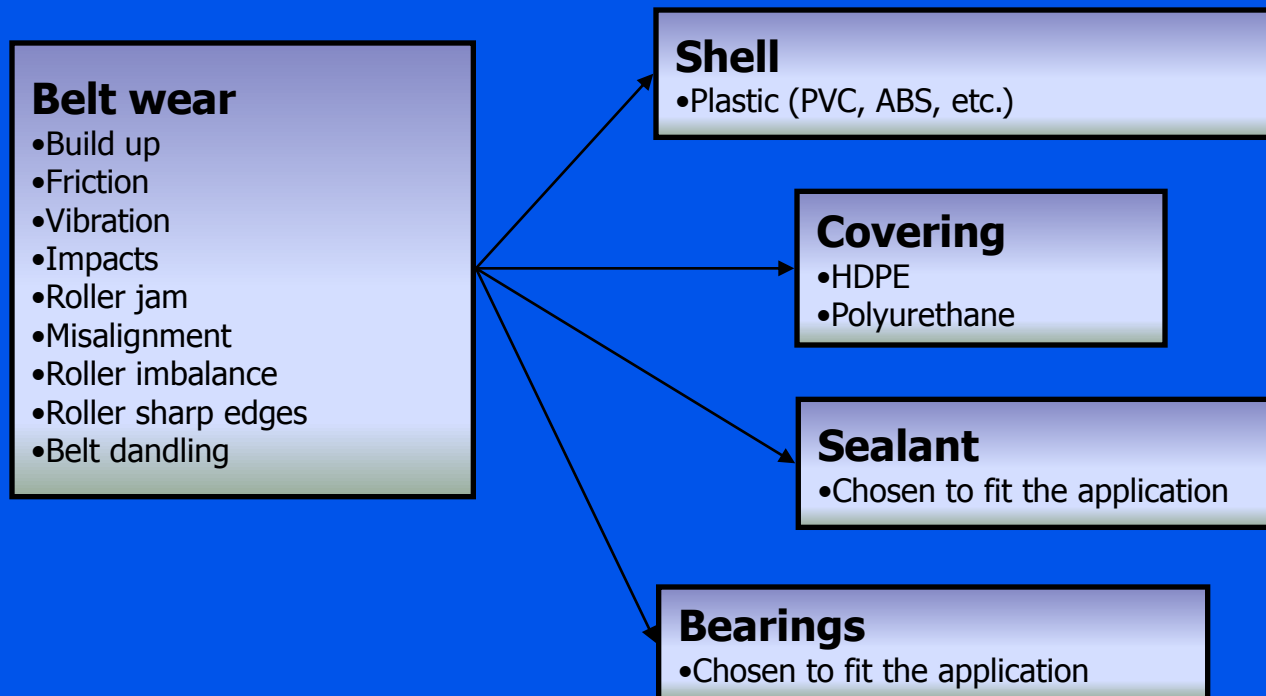 Belt wear
•Build up
•Friction
•Vibration
•Impacts
•Roller jam
•Misalignment
•Roller imbalance
•Roller sharp edges
•Belt dandling
Shell
•Plastic (PVC, ABS, etc.)
Covering
•HDPE
•Polyurethane
Sealant
•Chosen to fit the application
Bearings
•Chosen to fit the application